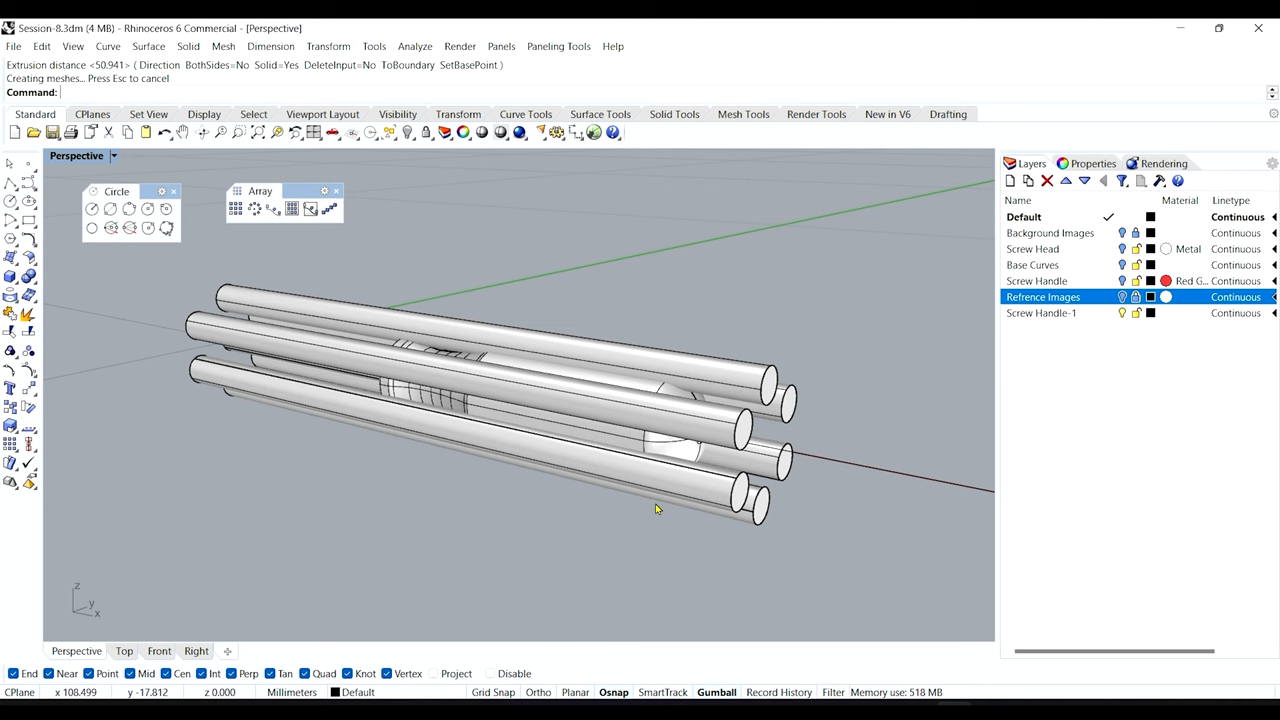 Session-8.3dm (4 MB) - Rhinoceros 6 Commercial - [Perspective]
File Edit View Curve Surface Solid Mesh Dimension Transform Tools Analyze Render Panels Paneling Tools Help
Extrusion distance <50.941> ( Direction BothSides=No Solid=Yes DeleteInput=No ToBoundary SetBasePoint )
Creating meshes... Press Esc to cancel
Command:
Standard CPlanes Set View Display Select Viewport Layout Visibility Transform Curve Tools Surface Tools Solid Tools Mesh Tools Render Tools New in V6 Drafting
Perspective
Circle Array
Layers Properties Rendering
Name Material Linetype
Default Continuous
Background Images Continuous
Screw Head Metal Continuous
Base Curves Continuous
Screw Handle Red G... Continuous
Refrence Images Continuous
Screw Handle-1 Continuous
z
y
x
Perspective Top Front Right
End Near Point Mid Cen Int Perp Tan Quad Knot Vertex Project Disable
CPlane x 108.499 y -17.812 z 0.000 Millimeters Default Grid Snap Ortho Planar Osnap SmartTrack Gumball Record History Filter Memory use: 518 MB